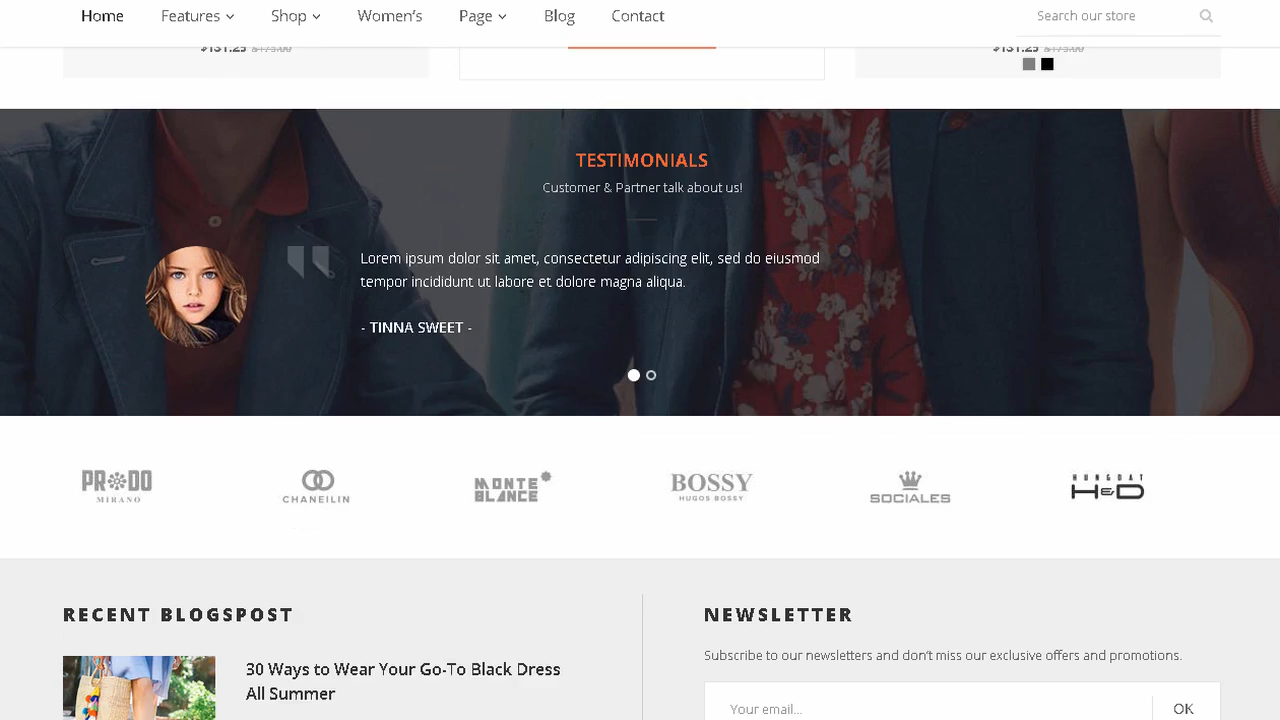 Home Features Shop Women's Page Blog Contact Search our store
$131.25 $175.00 $131.25 $175.00
TESTIMONIALS
Customer & Partner talk about us!
Lorem ipsum dolor sit amet, consectetur adipiscing elit, sed do eiusmod
tempor incididunt ut labore et dolore magna aliqua.
- TINNA SWEET -
PRADO
MIRANO
CHANEILIN
MONTE
BLANCE
BOSSY
HUGOS BOSSY
SOCIALES
HUNGDAT
H&D
RECENT BLOGSPOST
30 Ways to Wear Your Go-To Black Dress
All Summer
NEWSLETTER
Subscribe to our newsletters and don't miss our exclusive offers and promotions.
Your email...
OK